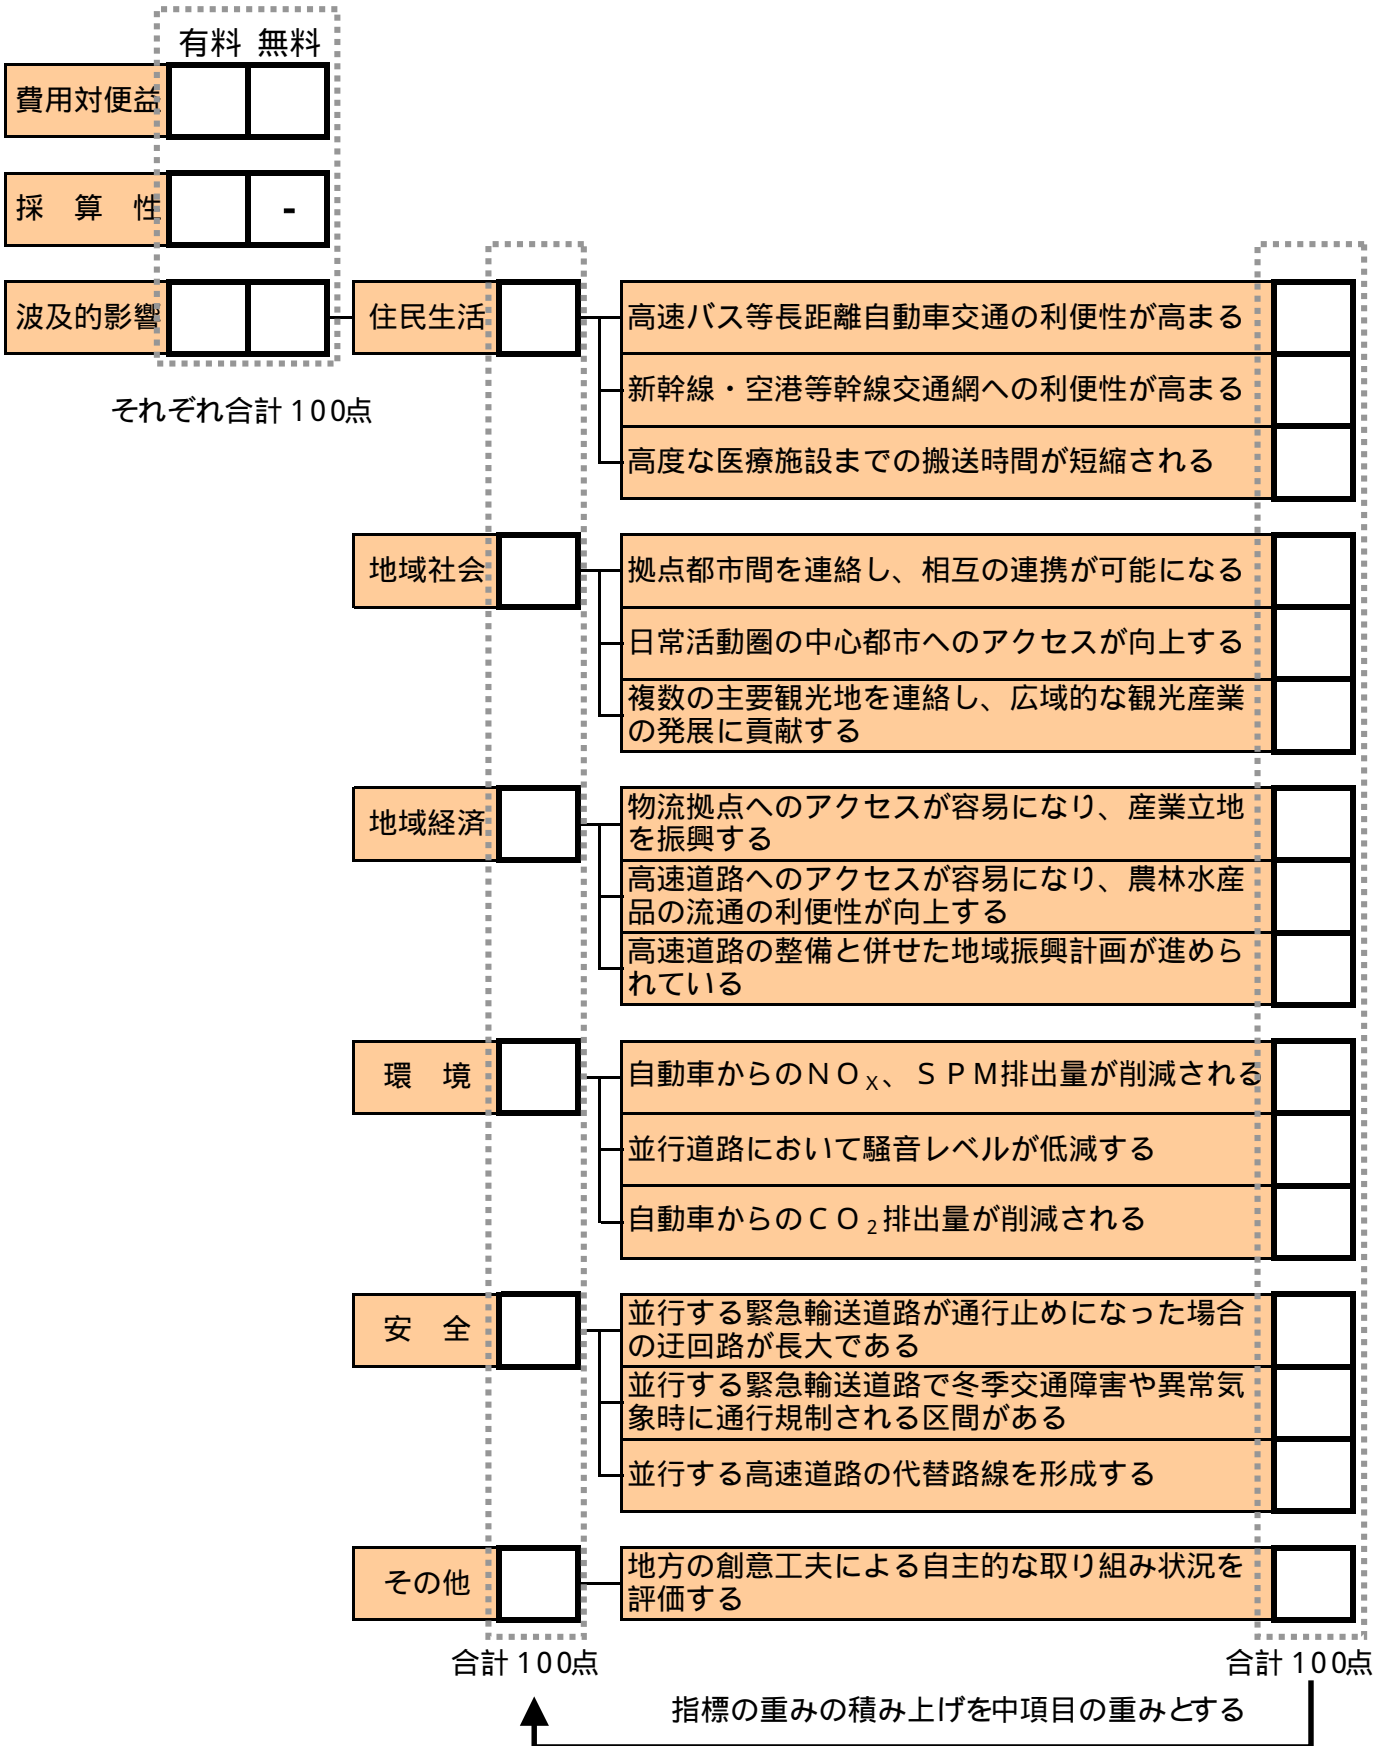 有料 無料
費用対便益
採 算 性
-
波及的影響
それぞれ合計100点
住民生活
高速バス等長距離自動車交通の利便性が高まる
新幹線・空港等幹線交通網への利便性が高まる
高度な医療施設までの搬送時間が短縮される
地域社会
拠点都市間を連絡し、相互の連携が可能になる
日常活動圏の中心都市へのアクセスが向上する
複数の主要観光地を連絡し、広域的な観光産業
の発展に貢献する
地域経済
物流拠点へのアクセスが容易になり、産業立地
を振興する
高速道路へのアクセスが容易になり、農林水産
品の流通の利便性が向上する
高速道路の整備と併せた地域振興計画が進めら
れている
環 境
自動車からのNOX、SPM排出量が削減される
並行道路において騒音レベルが低減する
自動車からのCO2排出量が削減される
安 全
並行する緊急輸送道路が通行止めになった場合
の迂回路が長大である
並行する緊急輸送道路で冬季交通障害や異常気
象時に通行規制される区間がある
並行する高速道路の代替路線を形成する
その他
地方の創意工夫による自主的な取り組み状況を
評価する
合計100点
合計100点
指標の重みの積み上げを中項目の重みとする